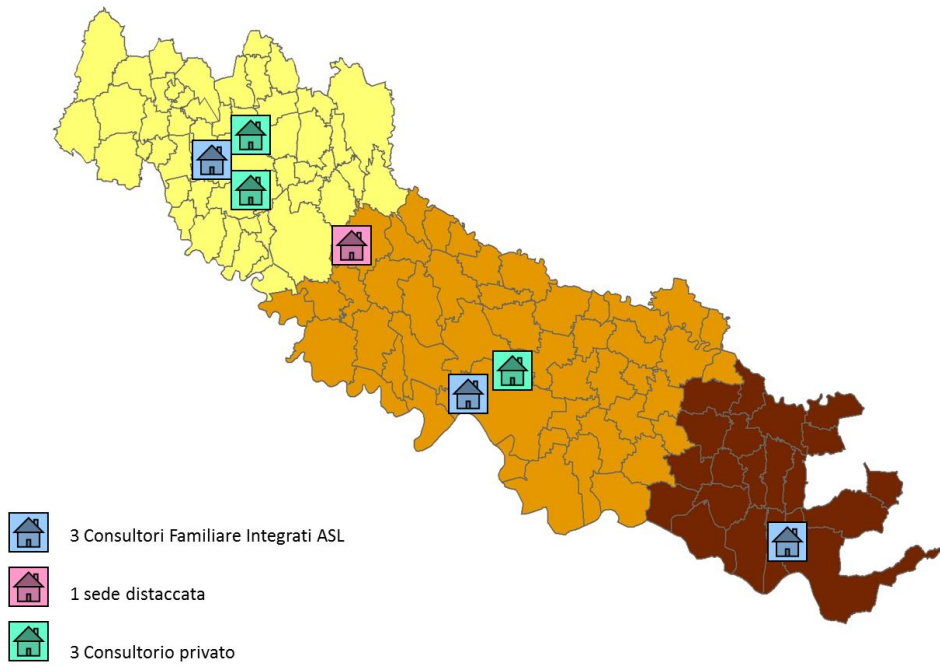 3 Consultori Familiare Integrati ASL
1 sede distaccata
3 Consultorio privato